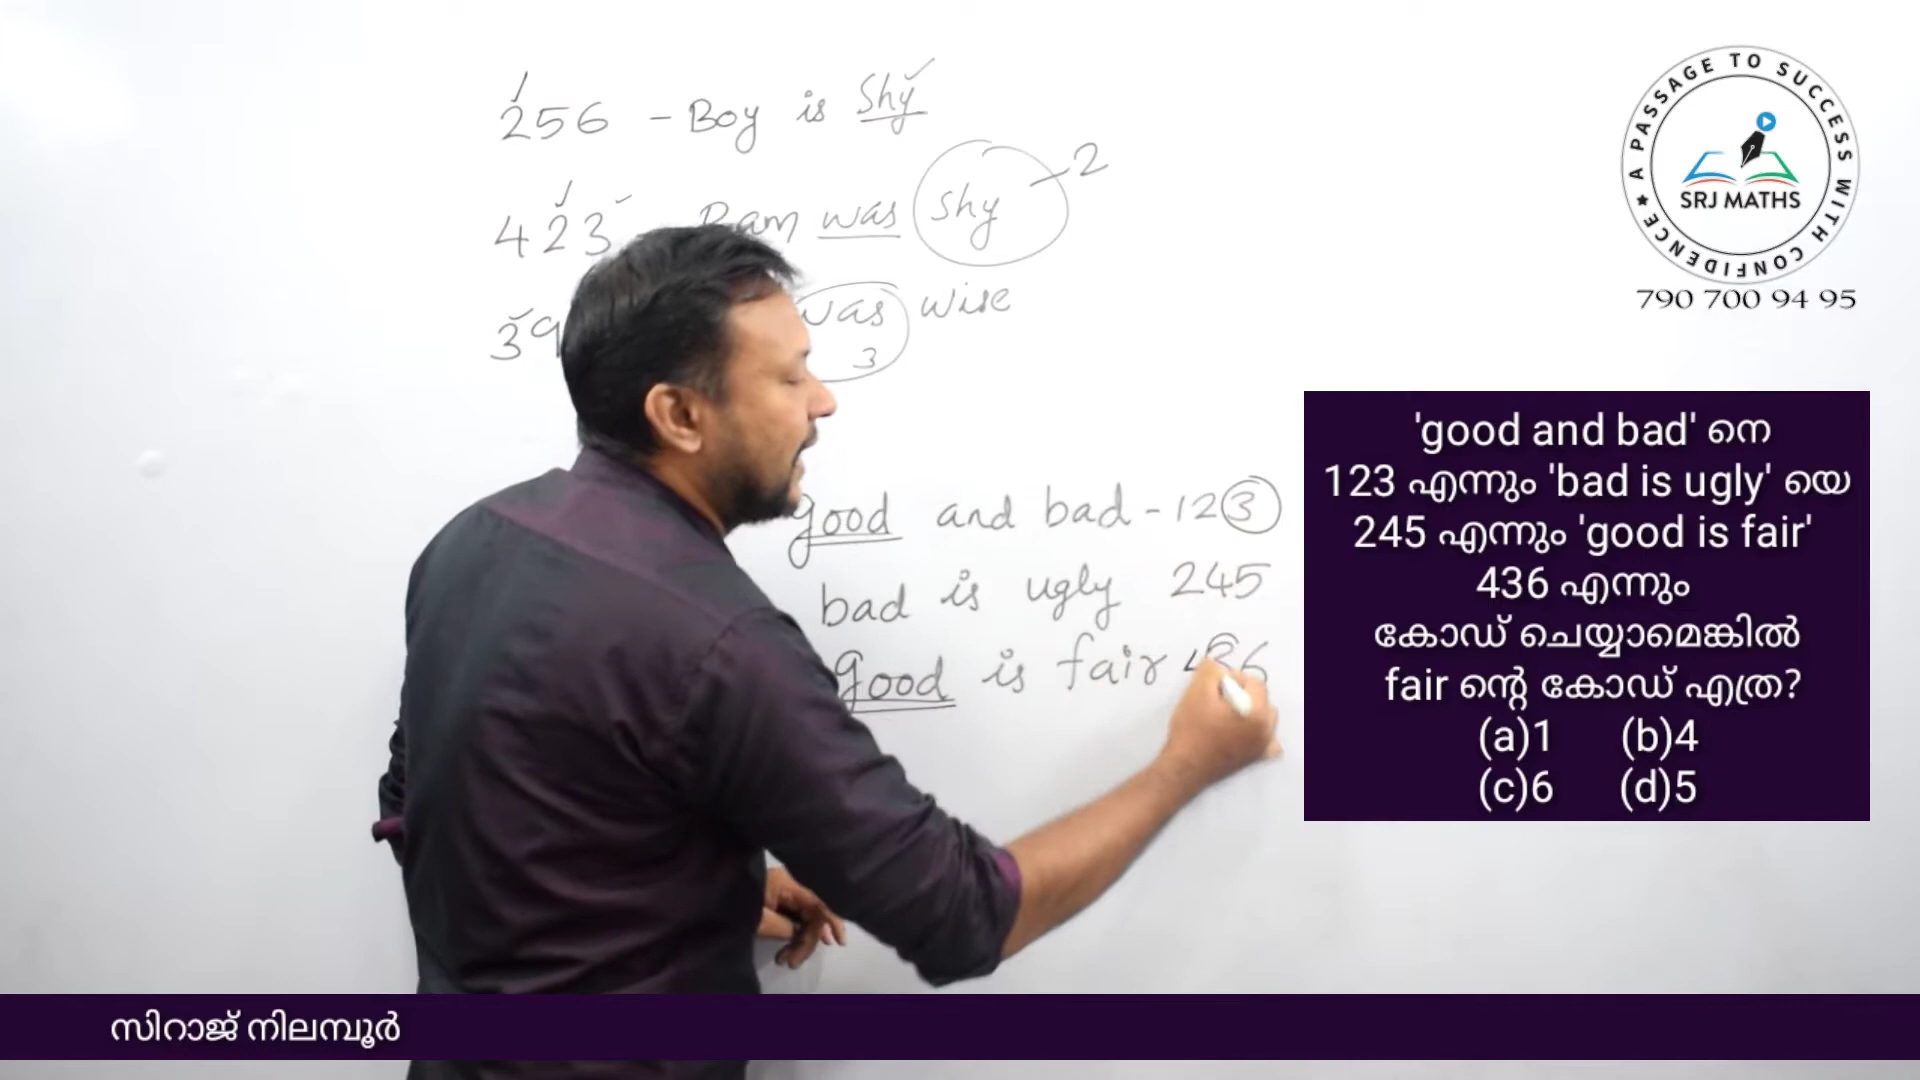 256 - Boy is Shy
423 - Ram was Shy - 2
39 was wise
3
good and bad - 123
bad is ugly 245
good is fair 436
A PASSAGE TO SUCCESS WITH CONFIDENCE
SRJ MATHS
790 700 94 95
'good and bad' നെ
123 എന്നും 'bad is ugly' യെ
245 എന്നും 'good is fair'
436 എന്നും
കോഡ് ചെയ്യാമെങ്കിൽ
fair ന്റെ കോഡ് എത്ര?
(a)1 (b)4
(c)6 (d)5
സിറാജ് നിലമ്പൂർ